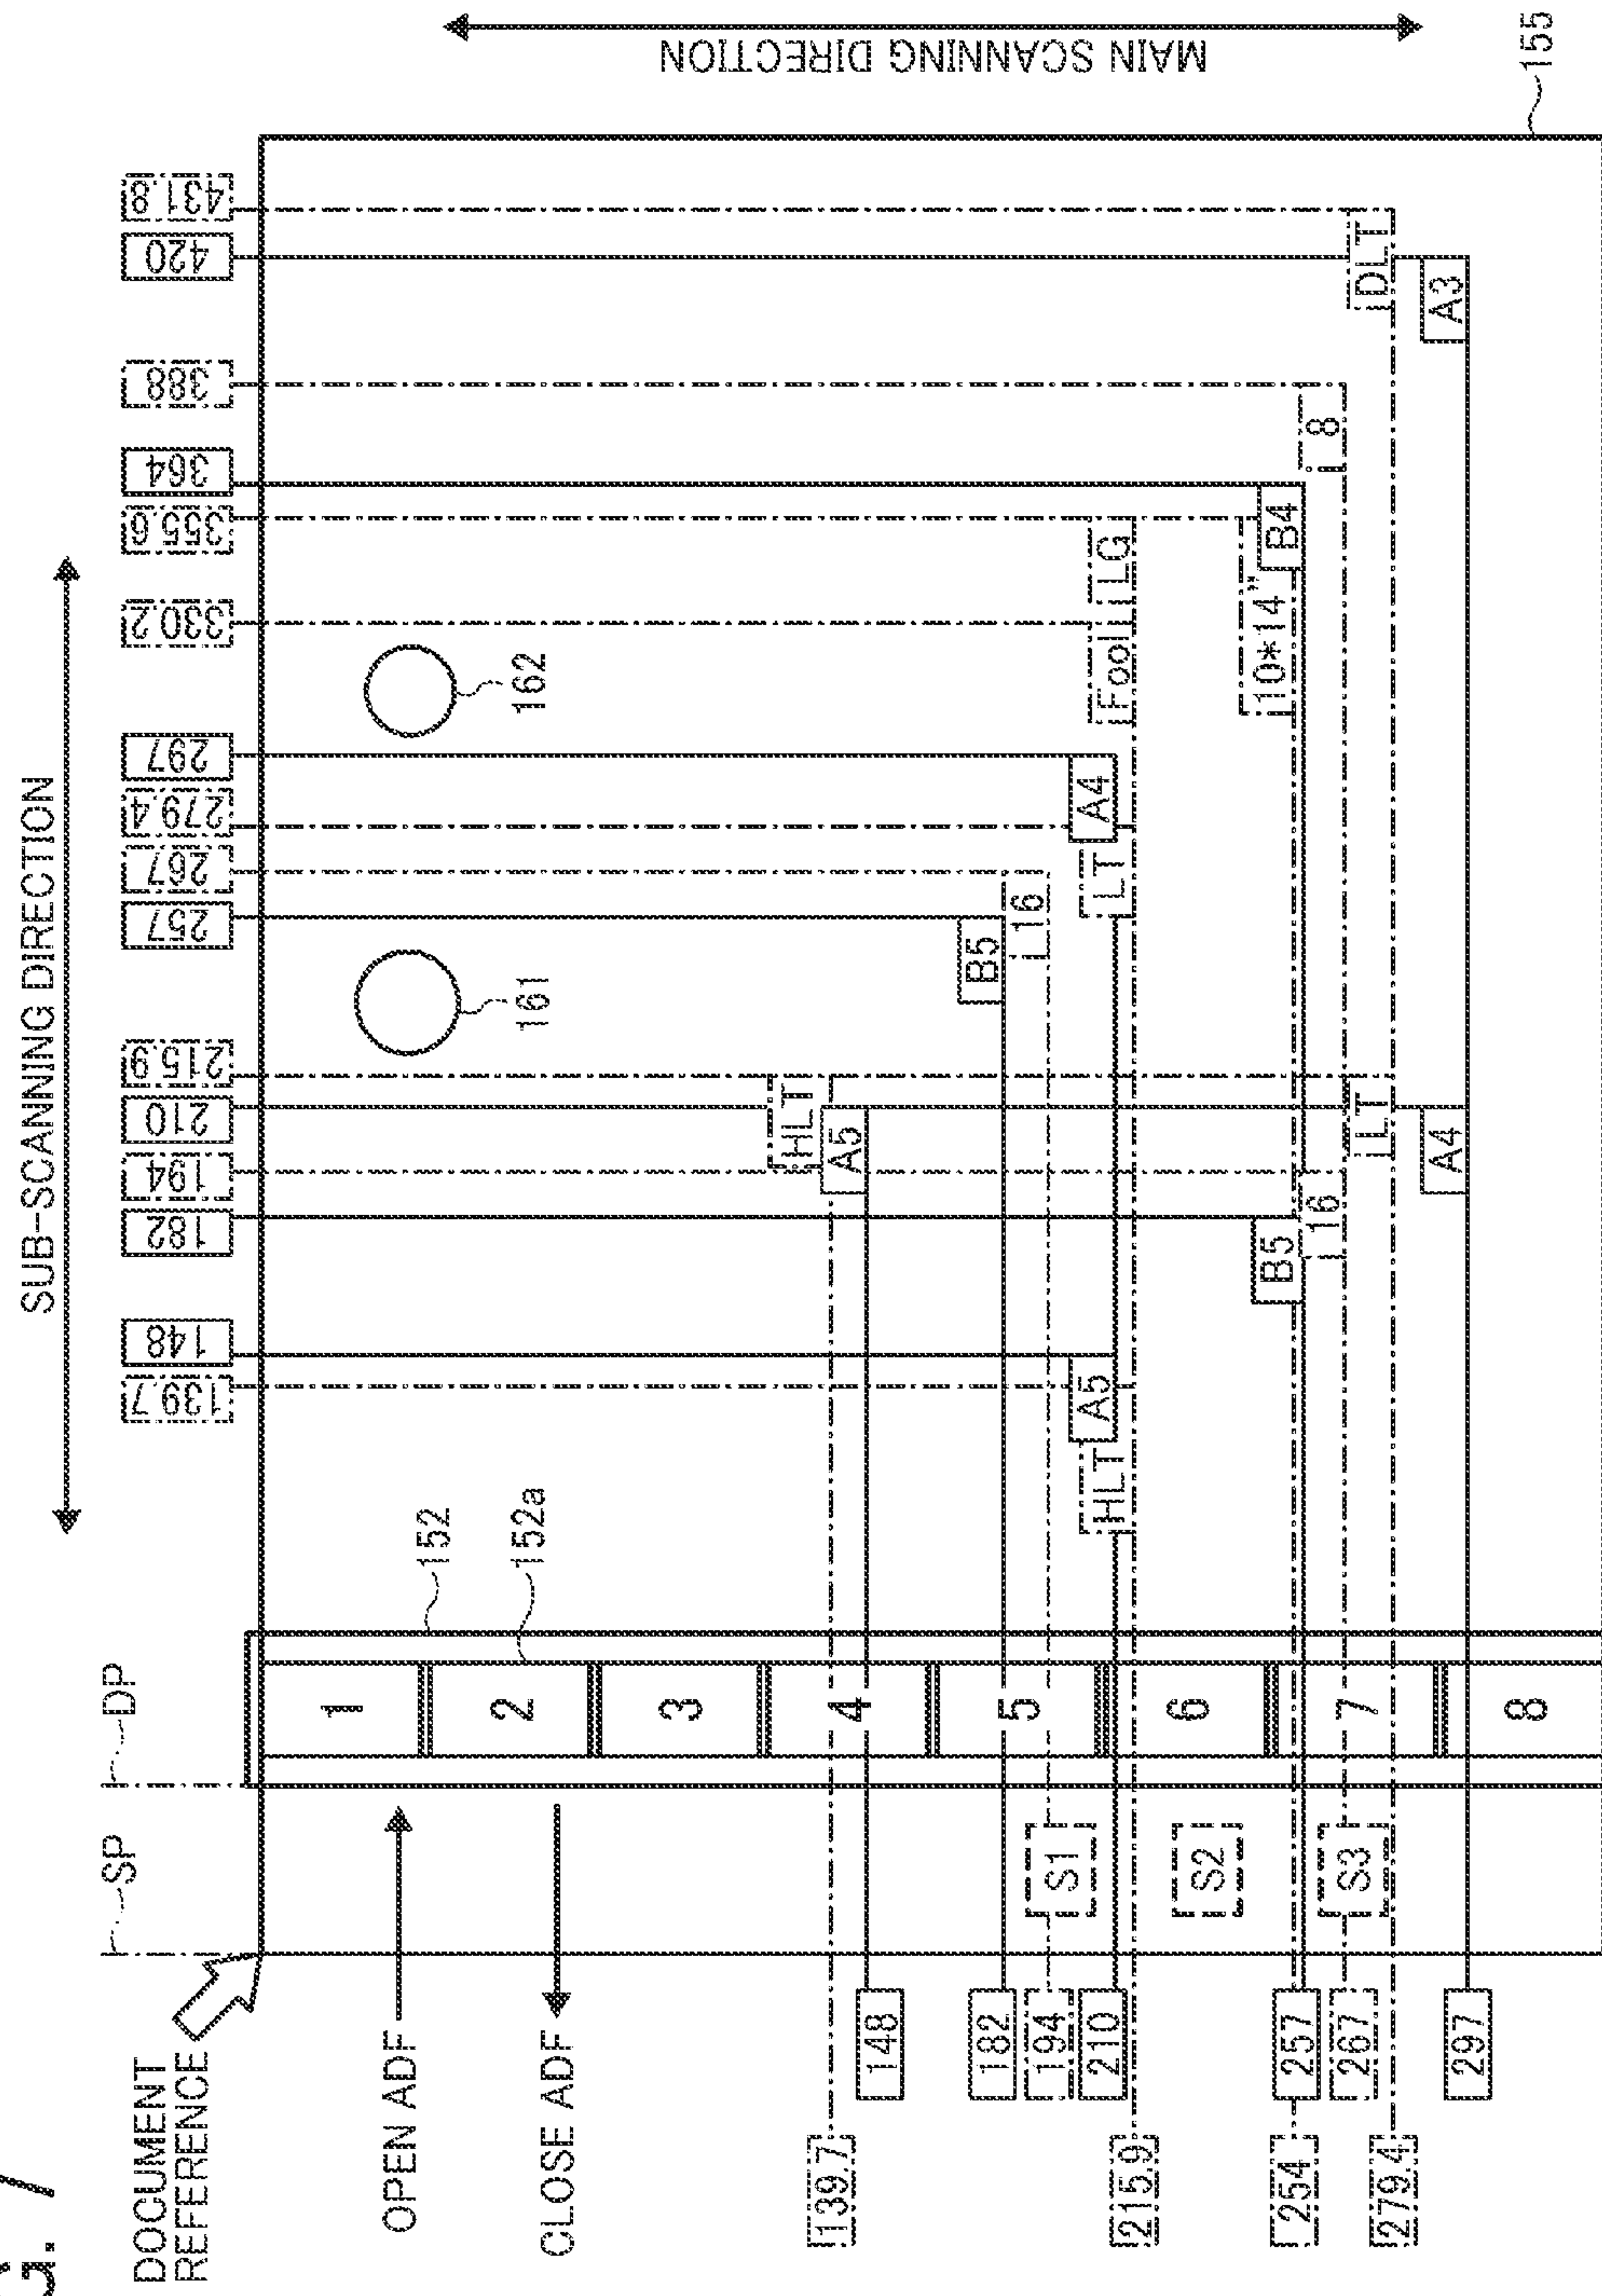 G. 7
SUB-SCANNING DIRECTION
MAIN SCANNING DIRECTION
DOCUMENT
REFERENCE
SP
DP
139.7
148
182
194
210
215.9
257
267
279.4
297
330.2
355.6
364
388
420
431.8
OPEN ADF
CLOSE ADF
152
152a
161
162
155
1
2
3
4
5
6
7
8
S1
S2
S3
HLT
A5
B5
16
HLT
A5
LT
A4
Fool
LG
B5
16
10*14"
B4
8
LT
DLT
A4
A3
139.7
148
182
194
210
215.9
254
257
267
279.4
297